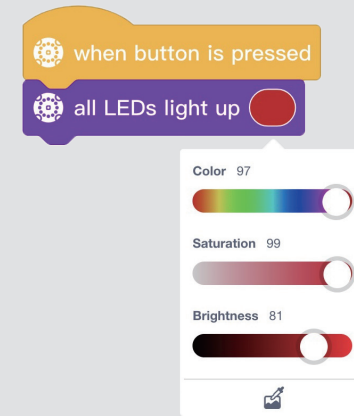 when button is pressed
all LEDs light up
Color 97
Saturation 99
Brightness 81